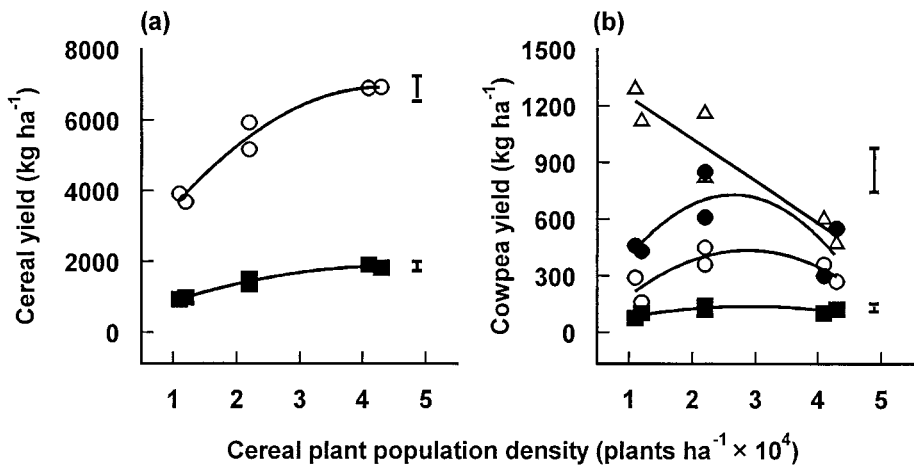 (a)
(b)
Cereal yield (kg ha⁻¹)
8000
6000
4000
2000
0
1 2 3 4 5
Cowpea yield (kg ha⁻¹)
1500
1200
900
600
300
0
1 2 3 4 5
Cereal plant population density (plants ha⁻¹ × 10⁴)